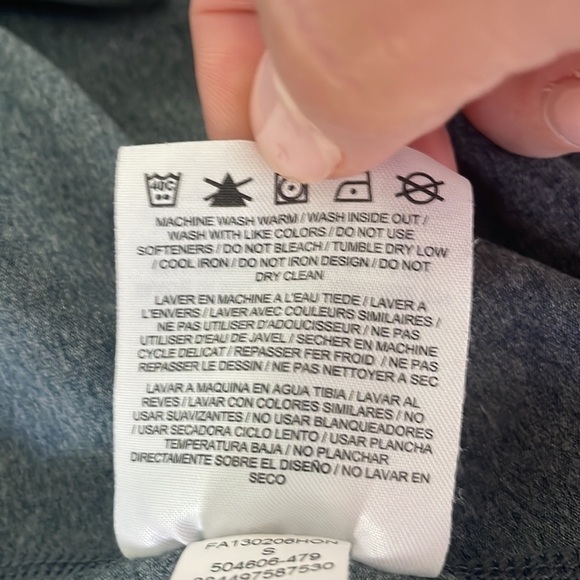 40C
MACHINE WASH WARM / WASH INSIDE OUT /
WASH WITH LIKE COLORS / DO NOT USE
SOFTENERS / DO NOT BLEACH / TUMBLE DRY LOW
/ COOL IRON / DO NOT IRON DESIGN / DO NOT
DRY CLEAN
LAVER EN MACHINE A L'EAU TIEDE / LAVER A
L'ENVERS / LAVER AVEC COULEURS SIMILAIRES /
NE PAS UTILISER D'ADOUCISSEUR / NE PAS
UTILISER D'EAU DE JAVEL / SECHER EN MACHINE
CYCLE DELICAT / REPASSER FER FROID / NE PAS
REPASSER LE DESSIN / NE PAS NETTOYER A SEC
LAVAR A MAQUINA EN AGUA TIBIA / LAVAR AL
REVES / LAVAR CON COLORES SIMILARES / NO
USAR SUAVIZANTES / NO USAR BLANQUEADORES
/ USAR SECADORA CICLO LENTO / USAR PLANCHA
TEMPERATURA BAJA / NO PLANCHAR
DIRECTAMENTE SOBRE EL DISEÑO / NO LAVAR EN
SECO
FA130206HON
S
504606-479